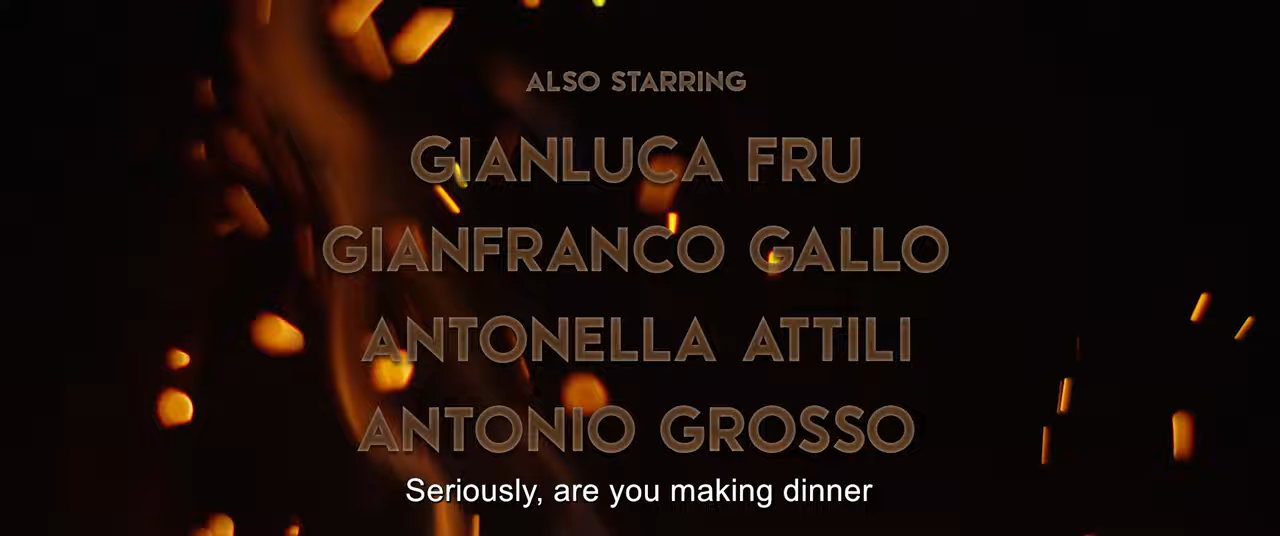 ALSO STARRING
GIANLUCA FRU
GIANFRANCO GALLO
ANTONELLA ATTILI
ANTONIO GROSSO
Seriously, are you making dinner